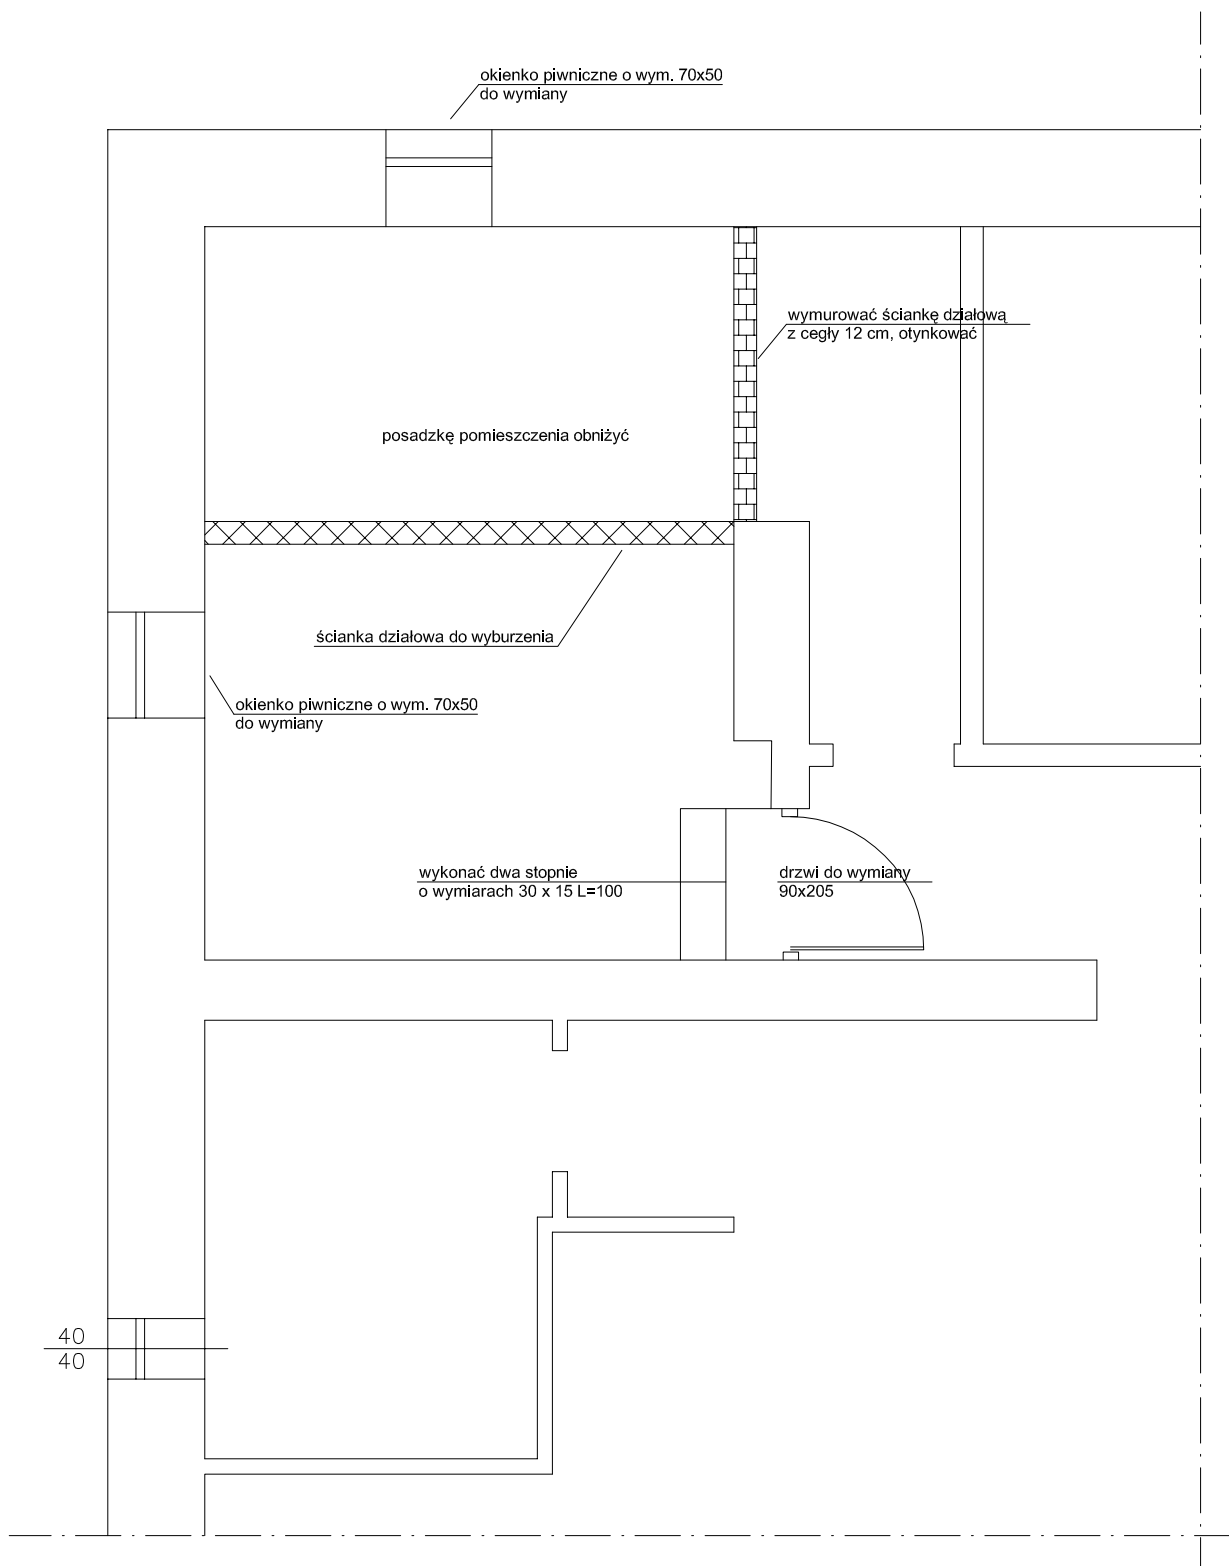 okienko piwniczne o wym. 70x50
do wymiany
wymurować ściankę działową
z cegły 12 cm, otynkować
posadzkę pomieszczenia obniżyć
ścianka działowa do wyburzenia
okienko piwniczne o wym. 70x50
do wymiany
wykonać dwa stopnie
o wymiarach 30 x 15 L=100
drzwi do wymiany
90x205
40
40